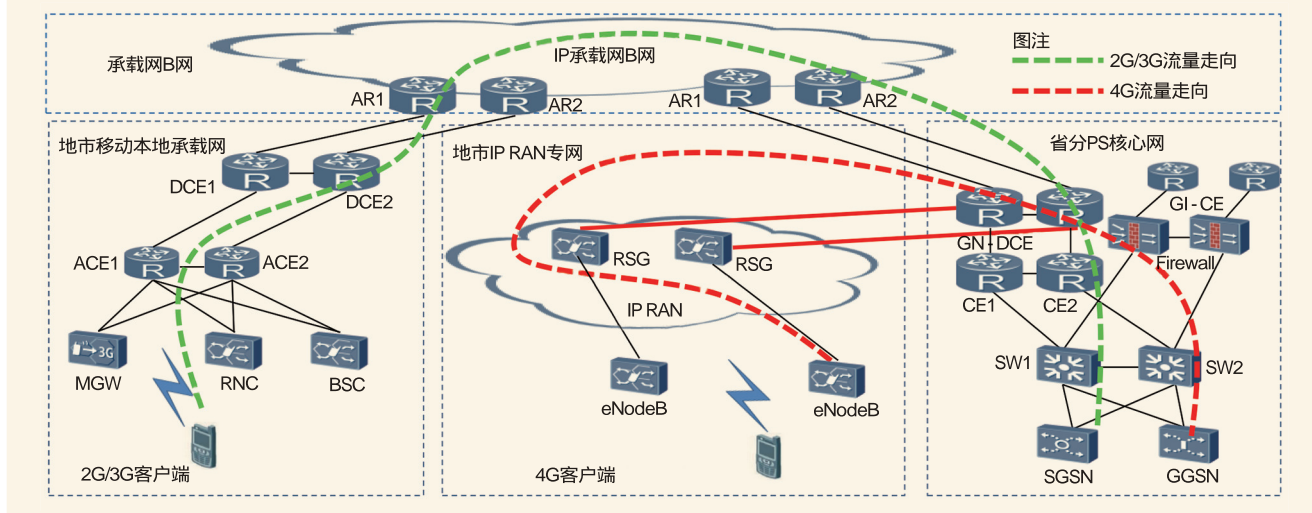 承载网B网
IP承载网B网
图注
2G/3G流量走向
4G流量走向
AR1
R
R
AR2
AR1
R
R
AR2
地市移动本地承载网
DCE1
R
R
DCE2
ACE1
R
R
ACE2
3G
MGW
RNC
BSC
2G/3G客户端
地市IP RAN专网
RSG
RSG
IP RAN
eNodeB
eNodeB
4G客户端
省分PS核心网
R
R
GI-CE
R
R
GN-DCE
Firewall
R
R
CE1
CE2
SW1
SW2
SGSN
GGSN